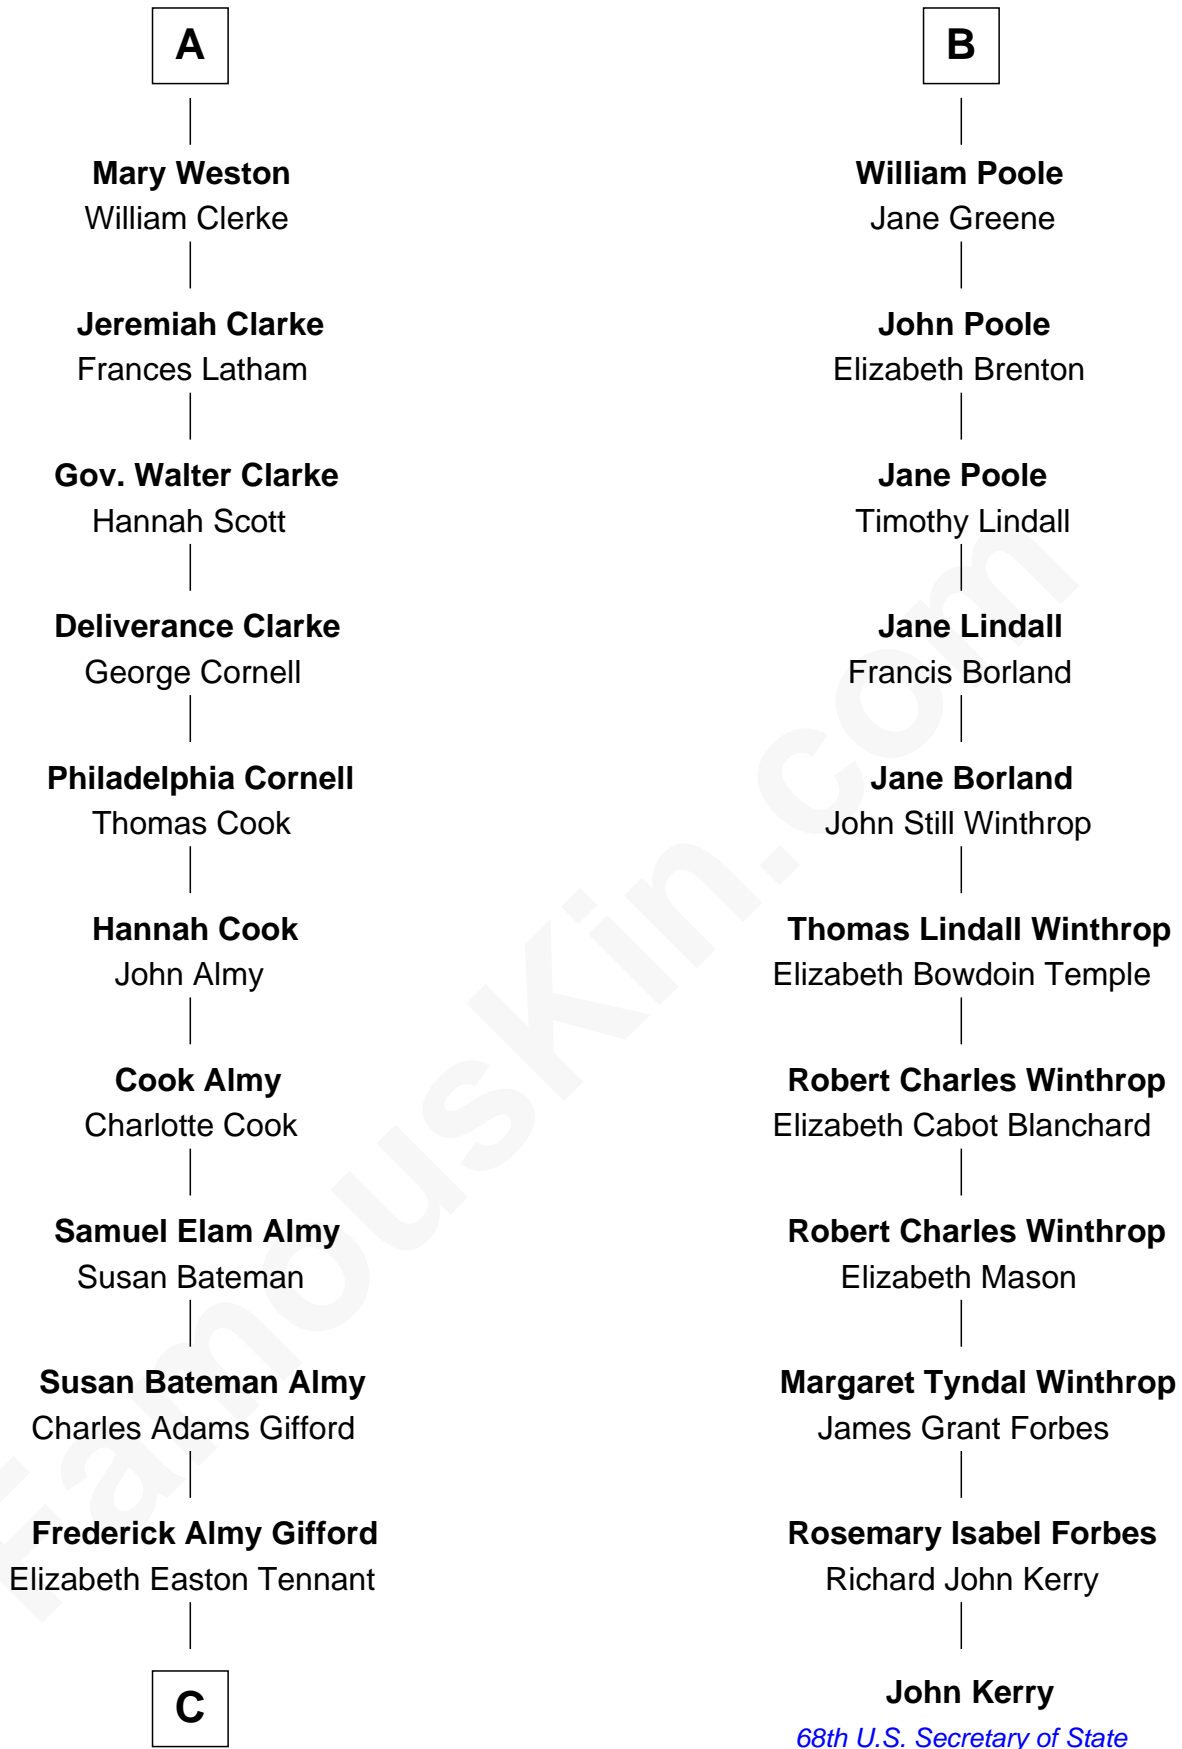 A
Mary Weston
William Clerke
Jeremiah Clarke
Frances Latham
Gov. Walter Clarke
Hannah Scott
Deliverance Clarke
George Cornell
Philadelphia Cornell
Thomas Cook
Hannah Cook
John Almy
Cook Almy
Charlotte Cook
Samuel Elam Almy
Susan Bateman
Susan Bateman Almy
Charles Adams Gifford
Frederick Almy Gifford
Elizabeth Easton Tennant
C
B
William Poole
Jane Greene
John Poole
Elizabeth Brenton
Jane Poole
Timothy Lindall
Jane Lindall
Francis Borland
Jane Borland
John Still Winthrop
Thomas Lindall Winthrop
Elizabeth Bowdoin Temple
Robert Charles Winthrop
Elizabeth Cabot Blanchard
Robert Charles Winthrop
Elizabeth Mason
Margaret Tyndal Winthrop
James Grant Forbes
Rosemary Isabel Forbes
Richard John Kerry
John Kerry
68th U.S. Secretary of State
FamousKin.com